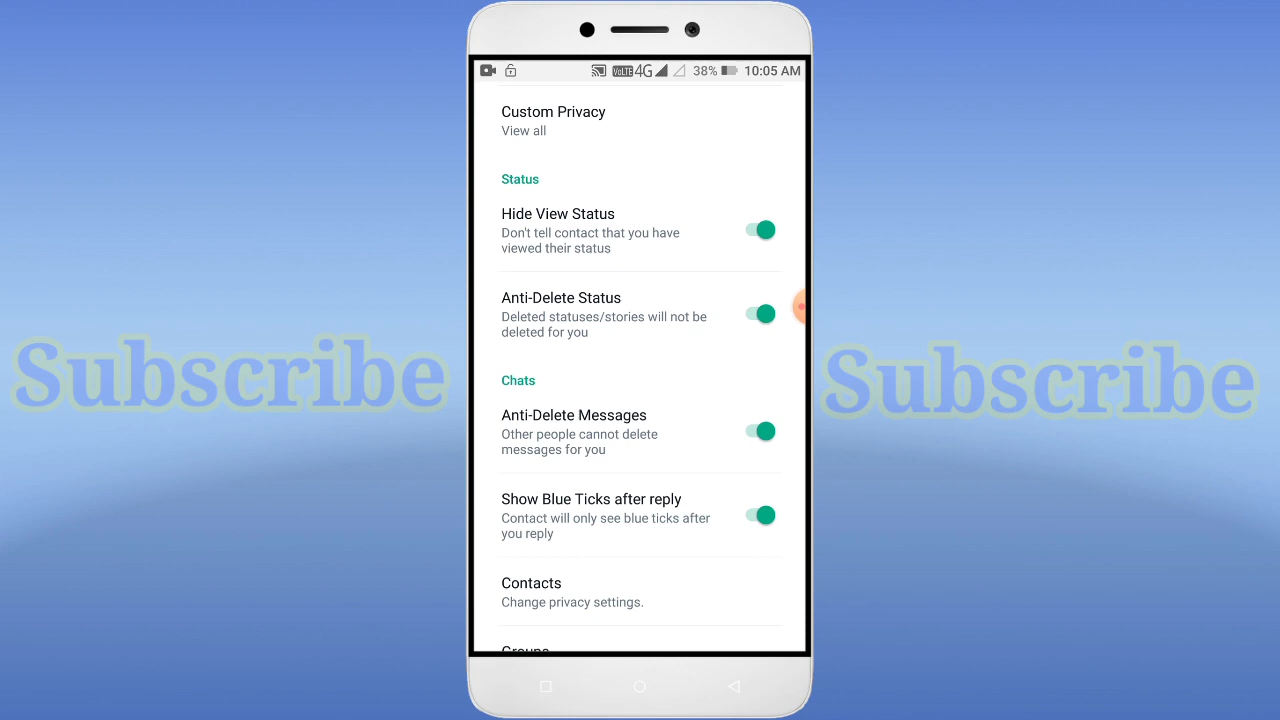 VoLTE 4G 38% 10:05 AM
Custom Privacy
View all
Status
Hide View Status
Don't tell contact that you have
viewed their status
Anti-Delete Status
Deleted statuses/stories will not be
deleted for you
Subscribe
Subscribe
Chats
Anti-Delete Messages
Other people cannot delete
messages for you
Show Blue Ticks after reply
Contact will only see blue ticks after
you reply
Contacts
Change privacy settings.
Groups